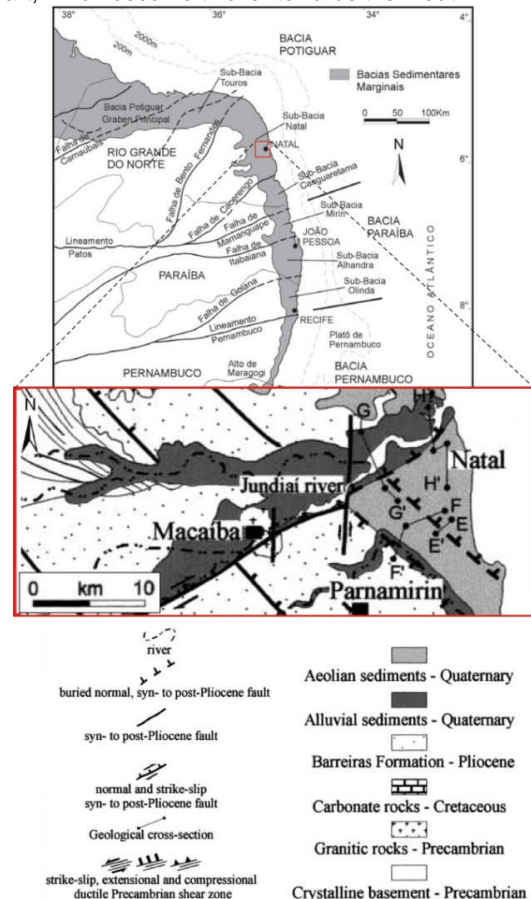 38°
36°
34°
4°
2000m
200m
BACIA
POTIGUAR
Sub-Bacia
Touros
Bacias Sedimentares
Marginais
Bacia Potiguar
Graben Principal
0 50 100Km
Sub-Bacia
Natal
Falha de
Carnaúbais
RIO GRANDE
DO NORTE
NATAL
N
6°
Falha de Bento Fernandes
Sub-Bacia
Canguaretama
Falha de Cacerengo
Sub-Bacia
Miriri
Falha de
Mamanguape
BACIA
PARAÍBA
Lineamento
Patos
JOÃO
PESSOA
Falha de
Itabaiana
PARAÍBA
Sub-Bacia
Alhandra
OCEANO ATLÂNTICO
Falha de Goiana
Sub-Bacia
Olinda
8°
Lineamento
Pernambuco
RECIFE
Platô de
Pernambuco
PERNAMBUCO
Alto de
Maragogi
BACIA
PERNAMBUCO
N
G
H
Natal
Jundiaí river
H'
G'
F
E
Macaíba
E'
F'
0 km 10
Parnamirin
river
buried normal, syn- to post-Pliocene fault
syn- to post-Pliocene fault
normal and strike-slip
syn- to post-Pliocene fault
Geological cross-section
strike-slip, extensional and compressional
ductile Precambrian shear zone
Aeolian sediments - Quaternary
Alluvial sediments - Quaternary
Barreiras Formation - Pliocene
Carbonate rocks - Cretaceous
Granitic rocks - Precambrian
Crystalline basement - Precambrian